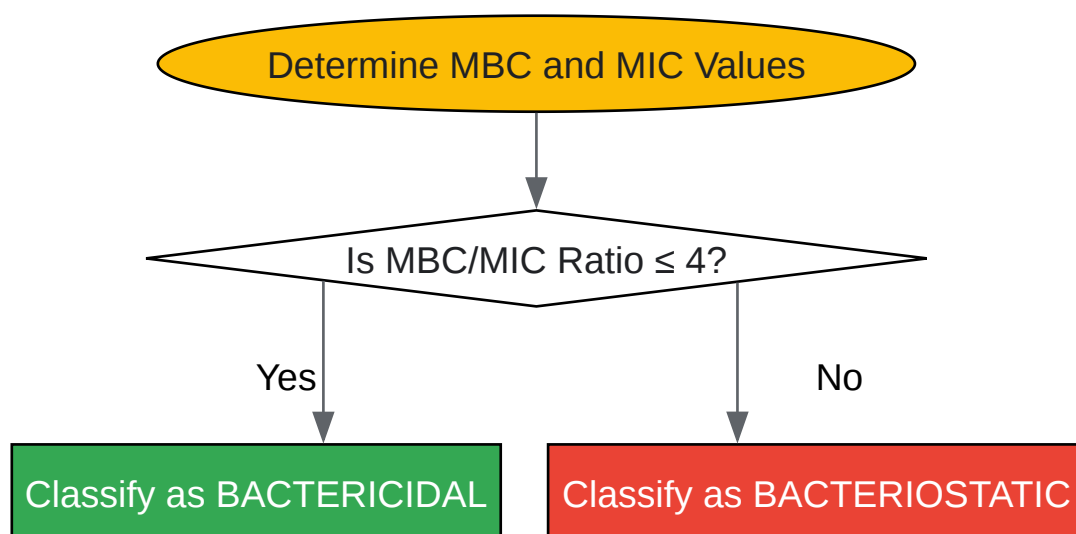 Determine MBC and MIC Values
Is MBC/MIC Ratio ≤ 4?
Yes
No
Classify as BACTERICIDAL
Classify as BACTERIOSTATIC